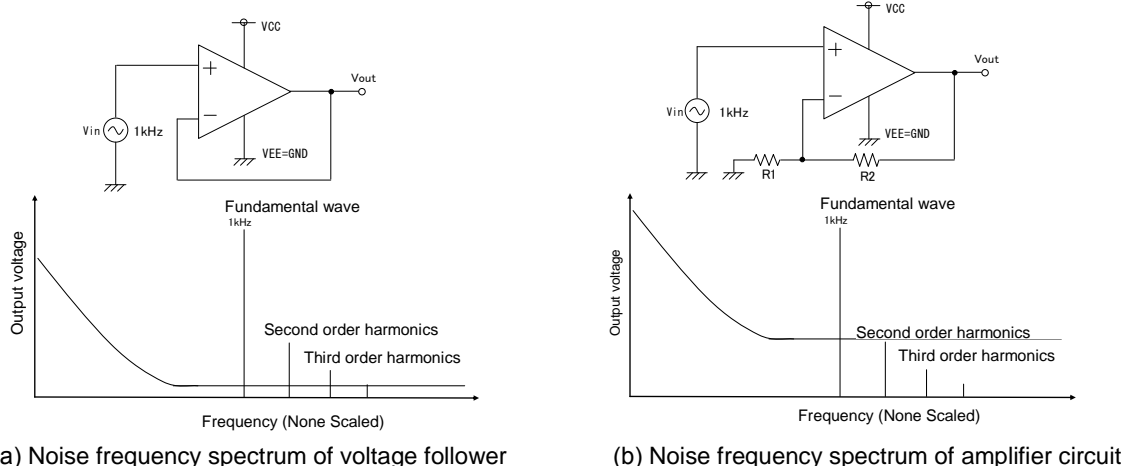 VCC
+
−
Vout
Vin
1kHz
VEE=GND
Fundamental wave
1kHz
Output voltage
Second order harmonics
Third order harmonics
Frequency (None Scaled)
a) Noise frequency spectrum of voltage follower
VCC
+
−
Vout
Vin
1kHz
VEE=GND
R1
R2
Fundamental wave
1kHz
Output voltage
Second order harmonics
Third order harmonics
Frequency (None Scaled)
(b) Noise frequency spectrum of amplifier circuit